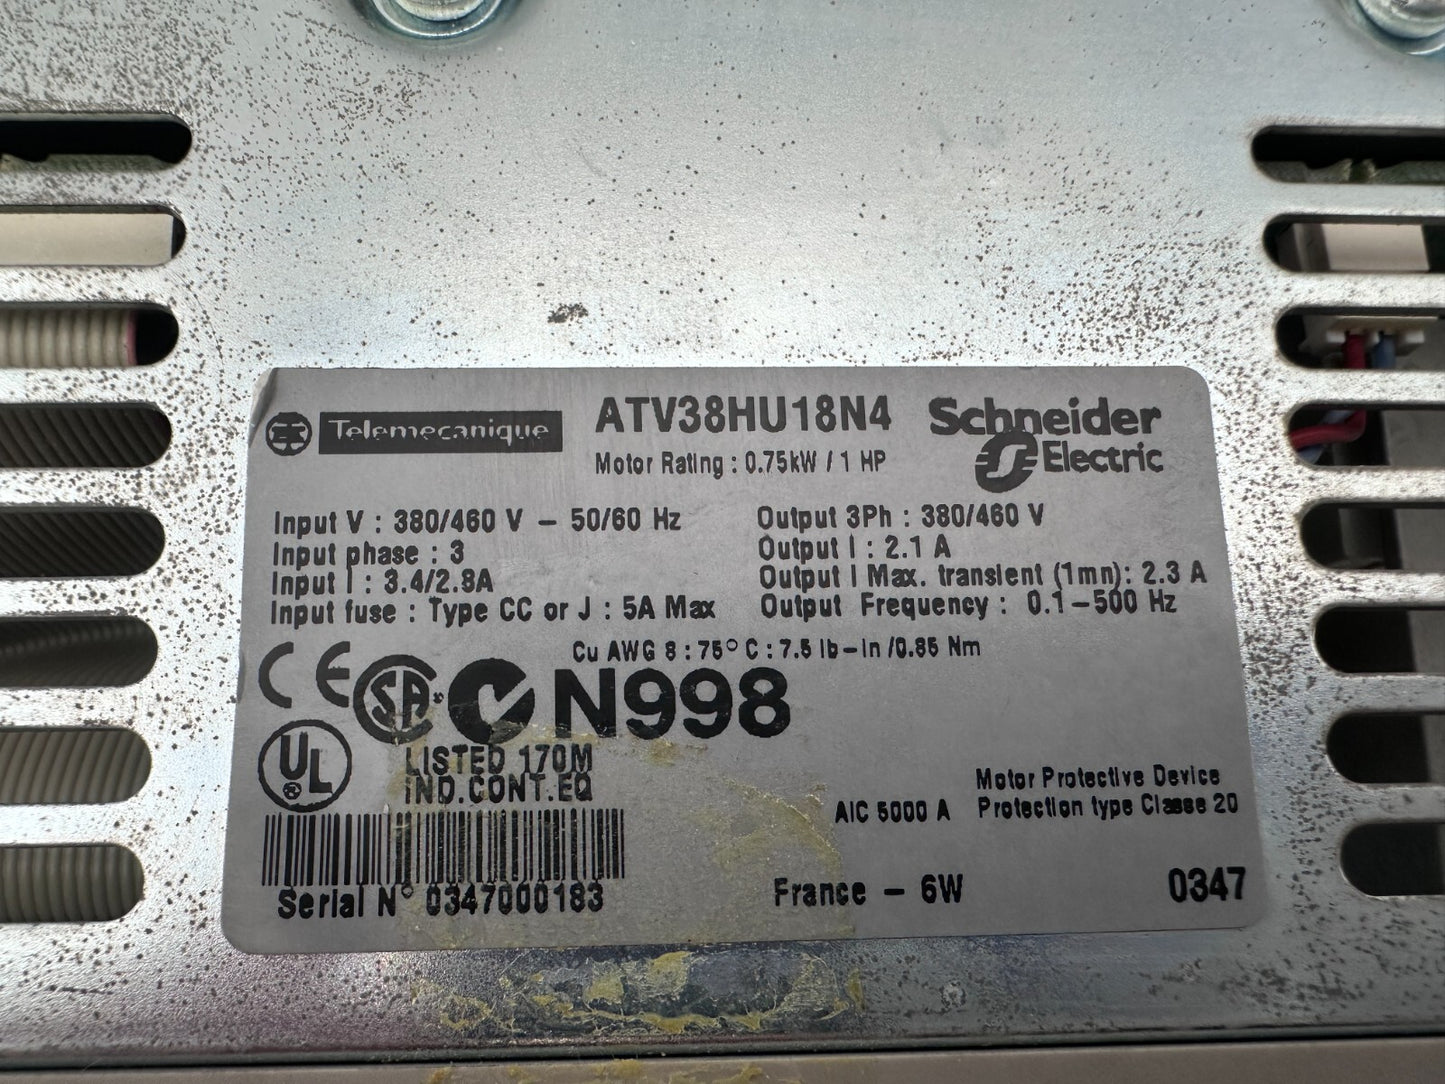 Telemecanique
ATV38HU18N4
Schneider
Electric
Motor Rating : 0.75kW / 1 HP
Input V : 380/460 V – 50/60 Hz
Input phase : 3
Input I : 3.4/2.8A
Input fuse : Type CC or J : 5A Max
Output 3Ph : 380/460 V
Output I : 2.1 A
Output I Max. transient (1mn) : 2.3 A
Output Frequency : 0.1–500 Hz
Cu AWG 8 : 75° C : 7.5 lb–in /0.85 Nm
CE SA N998
UL ®
LISTED 170M
IND.CONT.EQ
Motor Protective Device
AIC 5000 A Protection type Classe 20
Serial N° 0347000183
France – 6W
0347